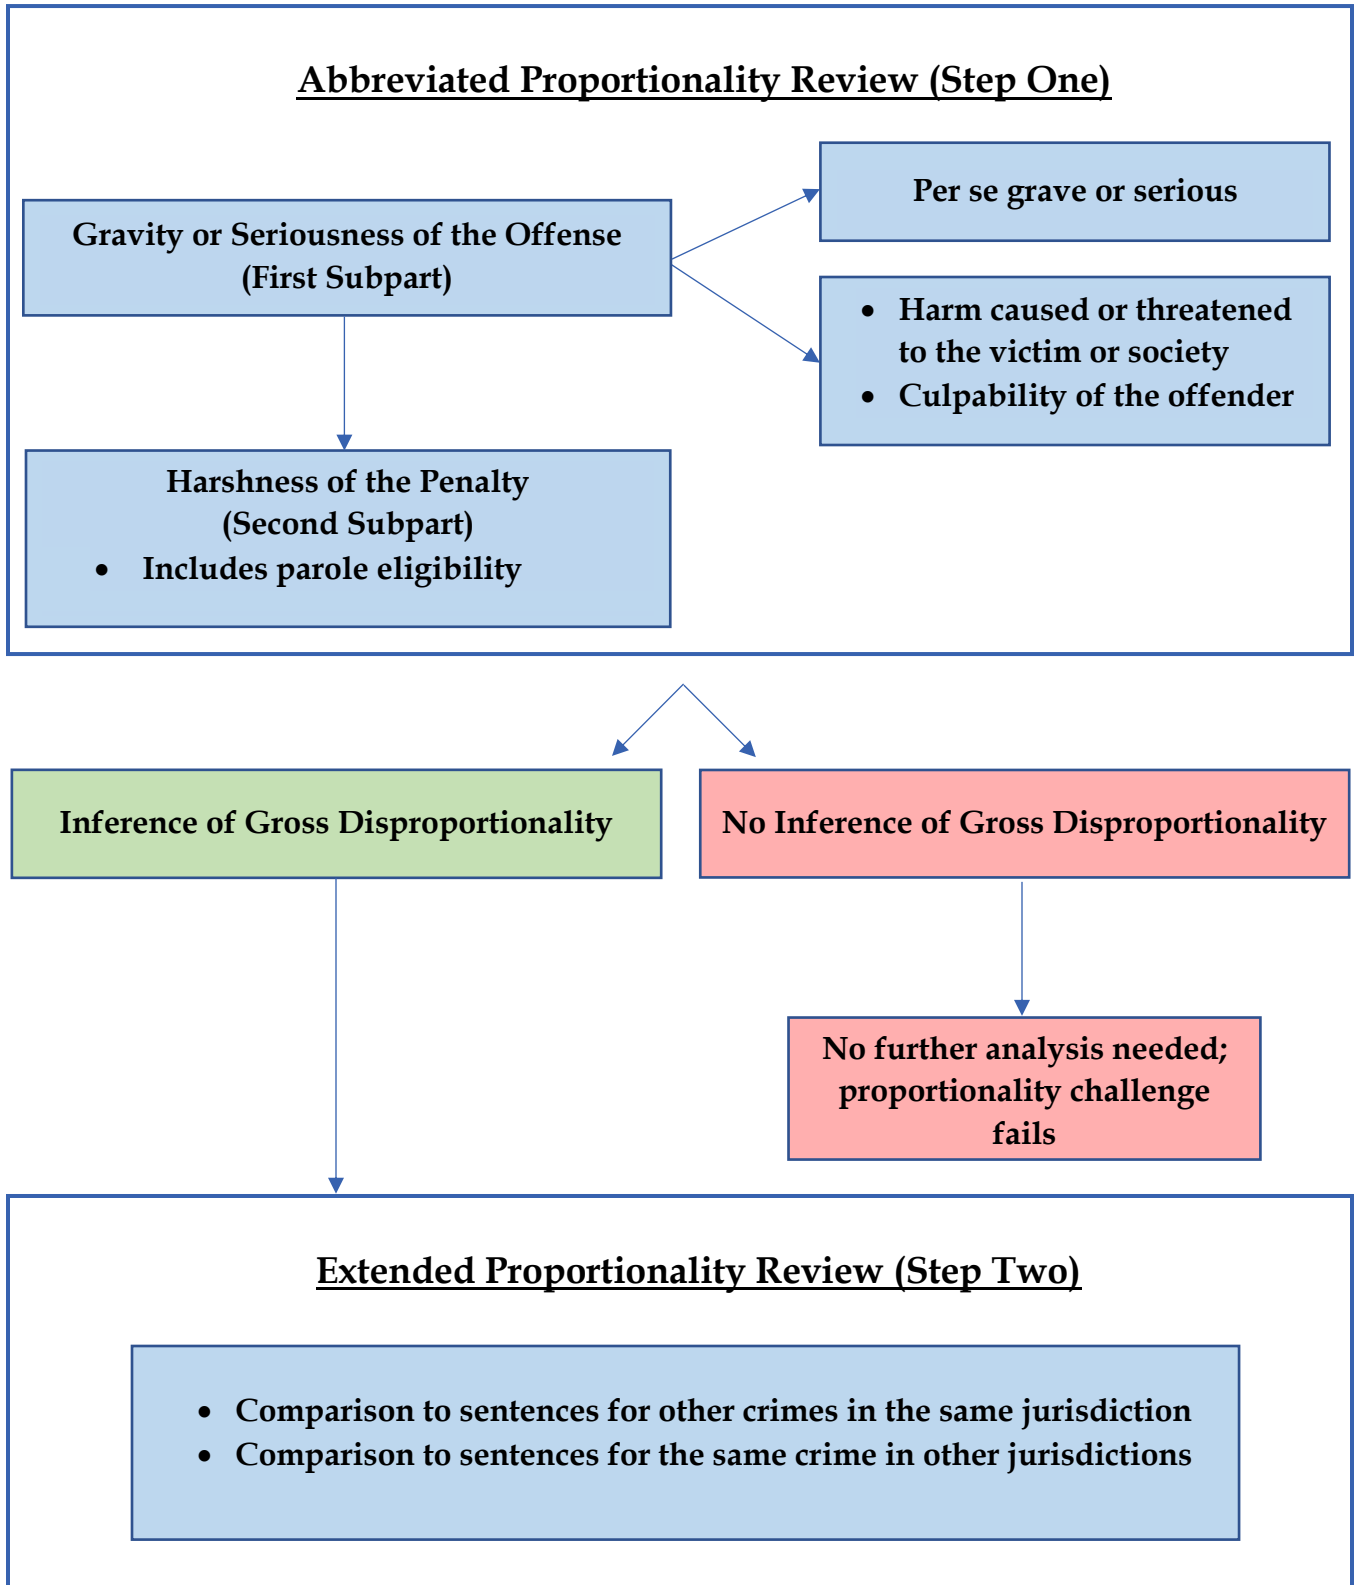 Abbreviated Proportionality Review (Step One)
Per se grave or serious
Gravity or Seriousness of the Offense
(First Subpart)
• Harm caused or threatened
to the victim or society
• Culpability of the offender
Harshness of the Penalty
(Second Subpart)
• Includes parole eligibility
Inference of Gross Disproportionality
No Inference of Gross Disproportionality
No further analysis needed;
proportionality challenge
fails
Extended Proportionality Review (Step Two)
• Comparison to sentences for other crimes in the same jurisdiction
• Comparison to sentences for the same crime in other jurisdictions